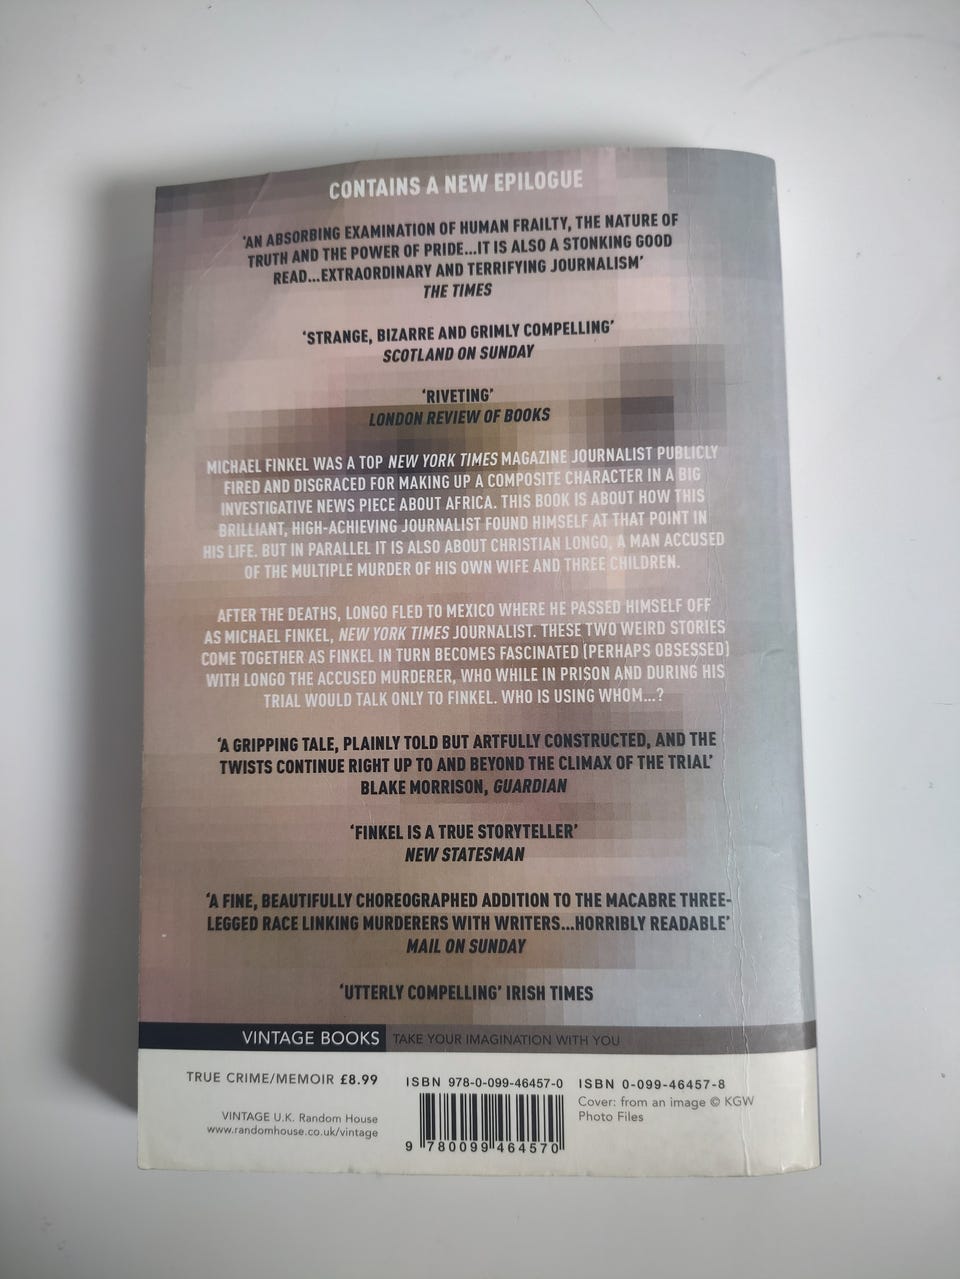 CONTAINS A NEW EPILOGUE
'AN ABSORBING EXAMINATION OF HUMAN FRAILTY, THE NATURE OF
TRUTH AND THE POWER OF PRIDE...IT IS ALSO A STONKING GOOD
READ...EXTRAORDINARY AND TERRIFYING JOURNALISM'
THE TIMES
'STRANGE, BIZARRE AND GRIMLY COMPELLING'
SCOTLAND ON SUNDAY
'RIVETING'
LONDON REVIEW OF BOOKS
MICHAEL FINKEL WAS A TOP NEW YORK TIMES MAGAZINE JOURNALIST PUBLICLY
FIRED AND DISGRACED FOR MAKING UP A COMPOSITE CHARACTER IN A BIG
INVESTIGATIVE NEWS PIECE ABOUT AFRICA. THIS BOOK IS ABOUT HOW THIS
BRILLIANT, HIGH-ACHIEVING JOURNALIST FOUND HIMSELF AT THAT POINT IN
HIS LIFE. BUT IN PARALLEL IT IS ALSO ABOUT CHRISTIAN LONGO, A MAN ACCUSED
OF THE MULTIPLE MURDER OF HIS OWN WIFE AND THREE CHILDREN.
AFTER THE DEATHS, LONGO FLED TO MEXICO WHERE HE PASSED HIMSELF OFF
AS MICHAEL FINKEL, NEW YORK TIMES JOURNALIST. THESE TWO WEIRD STORIES
COME TOGETHER AS FINKEL IN TURN BECOMES FASCINATED (PERHAPS OBSESSED)
WITH LONGO THE ACCUSED MURDERER, WHO WHILE IN PRISON AND DURING HIS
TRIAL WOULD TALK ONLY TO FINKEL. WHO IS USING WHOM...?
'A GRIPPING TALE, PLAINLY TOLD BUT ARTFULLY CONSTRUCTED, AND THE
TWISTS CONTINUE RIGHT UP TO AND BEYOND THE CLIMAX OF THE TRIAL'
BLAKE MORRISON, GUARDIAN
'FINKEL IS A TRUE STORYTELLER'
NEW STATESMAN
'A FINE, BEAUTIFULLY CHOREOGRAPHED ADDITION TO THE MACABRE THREE-
LEGGED RACE LINKING MURDERERS WITH WRITERS...HORRIBLY READABLE'
MAIL ON SUNDAY
'UTTERLY COMPELLING' IRISH TIMES
VINTAGE BOOKS TAKE YOUR IMAGINATION WITH YOU
TRUE CRIME/MEMOIR £8.99
VINTAGE U.K. Random House
www.randomhouse.co.uk/vintage
ISBN 978-0-099-46457-0
9 780099 464570
ISBN 0-099-46457-8
Cover: from an image © KGW
Photo Files